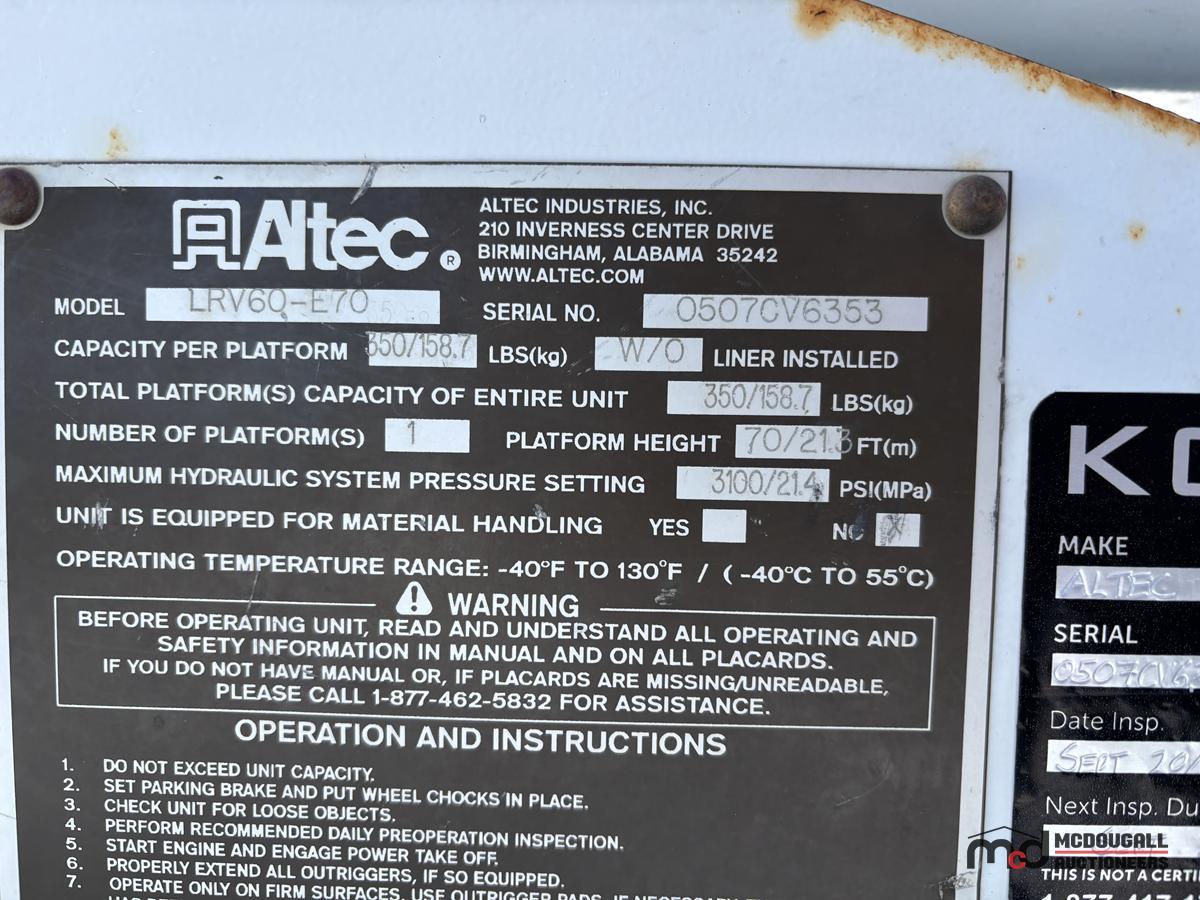 Altec®
ALTEC INDUSTRIES, INC.
210 INVERNESS CENTER DRIVE
BIRMINGHAM, ALABAMA 35242
WWW.ALTEC.COM
MODEL LRV60-E70 SERIAL NO. 0507CV6353
CAPACITY PER PLATFORM 350/158.7 LBS(kg) W/O LINER INSTALLED
TOTAL PLATFORM(S) CAPACITY OF ENTIRE UNIT 350/158.7 LBS(kg)
NUMBER OF PLATFORM(S) 1 PLATFORM HEIGHT 70/21.3 FT(m)
MAXIMUM HYDRAULIC SYSTEM PRESSURE SETTING 3100/21.4 PSI(MPa)
UNIT IS EQUIPPED FOR MATERIAL HANDLING YES NO X
OPERATING TEMPERATURE RANGE: -40°F TO 130°F / (-40°C TO 55°C)
WARNING
BEFORE OPERATING UNIT, READ AND UNDERSTAND ALL OPERATING AND
SAFETY INFORMATION IN MANUAL AND ON ALL PLACARDS.
IF YOU DO NOT HAVE MANUAL OR, IF PLACARDS ARE MISSING/UNREADABLE,
PLEASE CALL 1-877-462-5832 FOR ASSISTANCE.
OPERATION AND INSTRUCTIONS
1. DO NOT EXCEED UNIT CAPACITY.
2. SET PARKING BRAKE AND PUT WHEEL CHOCKS IN PLACE.
3. CHECK UNIT FOR LOOSE OBJECTS.
4. PERFORM RECOMMENDED DAILY PREOPERATION INSPECTION.
5. START ENGINE AND ENGAGE POWER TAKE OFF.
6. PROPERLY EXTEND ALL OUTRIGGERS, IF SO EQUIPPED.
7. OPERATE ONLY ON FIRM SURFACES. USE OUTRIGGER PADS, IF NECESSARY
MAKE
ALTEC
SERIAL
0507CV6
Date Insp.
SEPT 20
Next Insp. Du
THIS IS NOT A CERTI
mcd MCDOUGALL
AUCTIONEERS